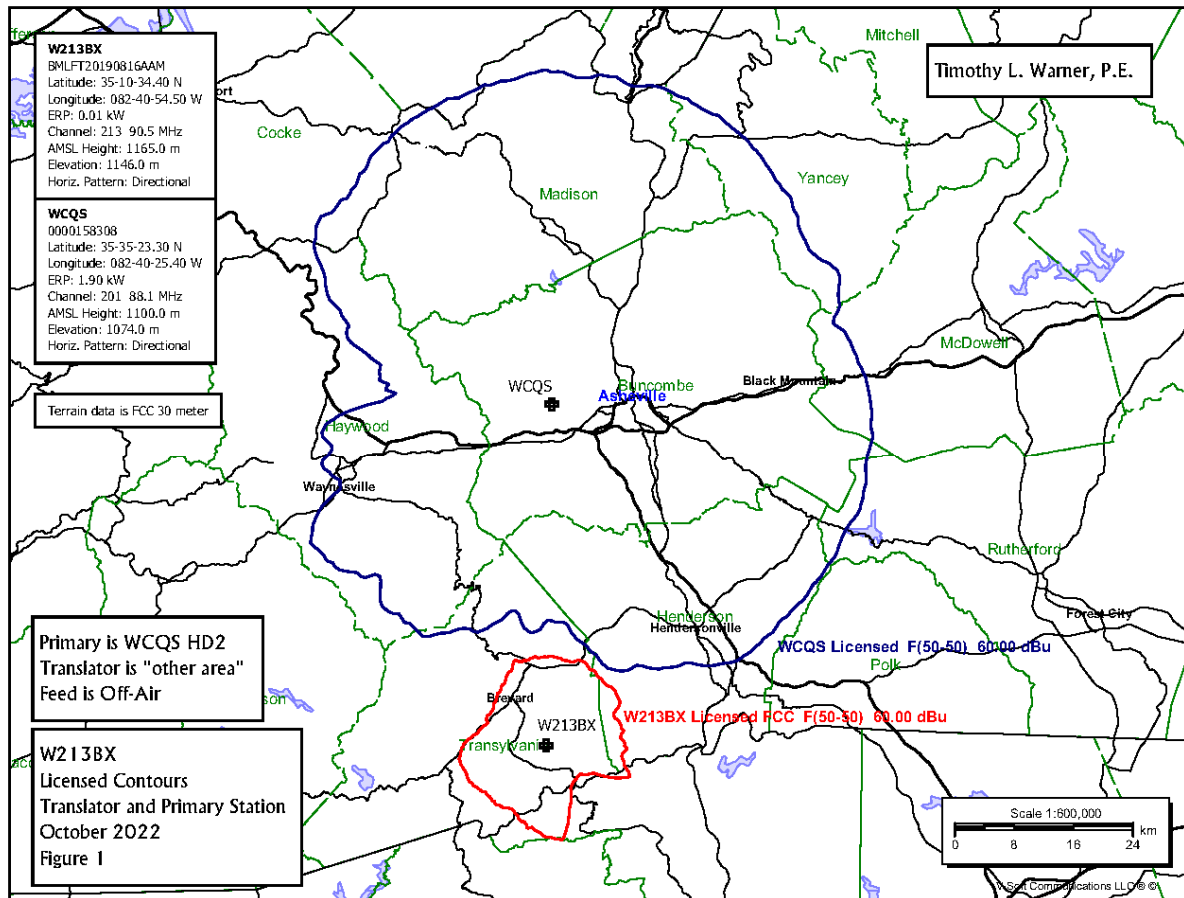 W213BX
BMLFT20190816AAM
Latitude: 35-10-34.40 N
Longitude: 082-40-54.50 W
ERP: 0.01 kW
Channel: 213 90.5 MHz
AMSL Height: 1165.0 m
Elevation: 1146.0 m
Horiz. Pattern: Directional
WCQS
0000158308
Latitude: 35-35-23.30 N
Longitude: 082-40-25.40 W
ERP: 1.90 kW
Channel: 201 88.1 MHz
AMSL Height: 1100.0 m
Elevation: 1074.0 m
Horiz. Pattern: Directional
Terrain data is FCC 30 meter
Timothy L. Warner, P.E.
Mitchell
ort
Cocke
Madison
Yancey
McDowell
Black Mountain
Buncombe
WCQS
Asheville
Haywood
Waynesville
Rutherford
Forest City
Henderson
Hendersonville
WCQS Licensed F(50-50) 60.00 dBu
Polk
Primary is WCQS HD2
Translator is "other area"
Feed is Off-Air
son
Brevard
W213BX Licensed FCC F(50-50) 60.00 dBu
W213BX
Transylvani
W213BX
Licensed Contours
Translator and Primary Station
October 2022
Figure 1
Scale 1:600,000
0 8 16 24 km
V-Soft Communications LLC ® ©